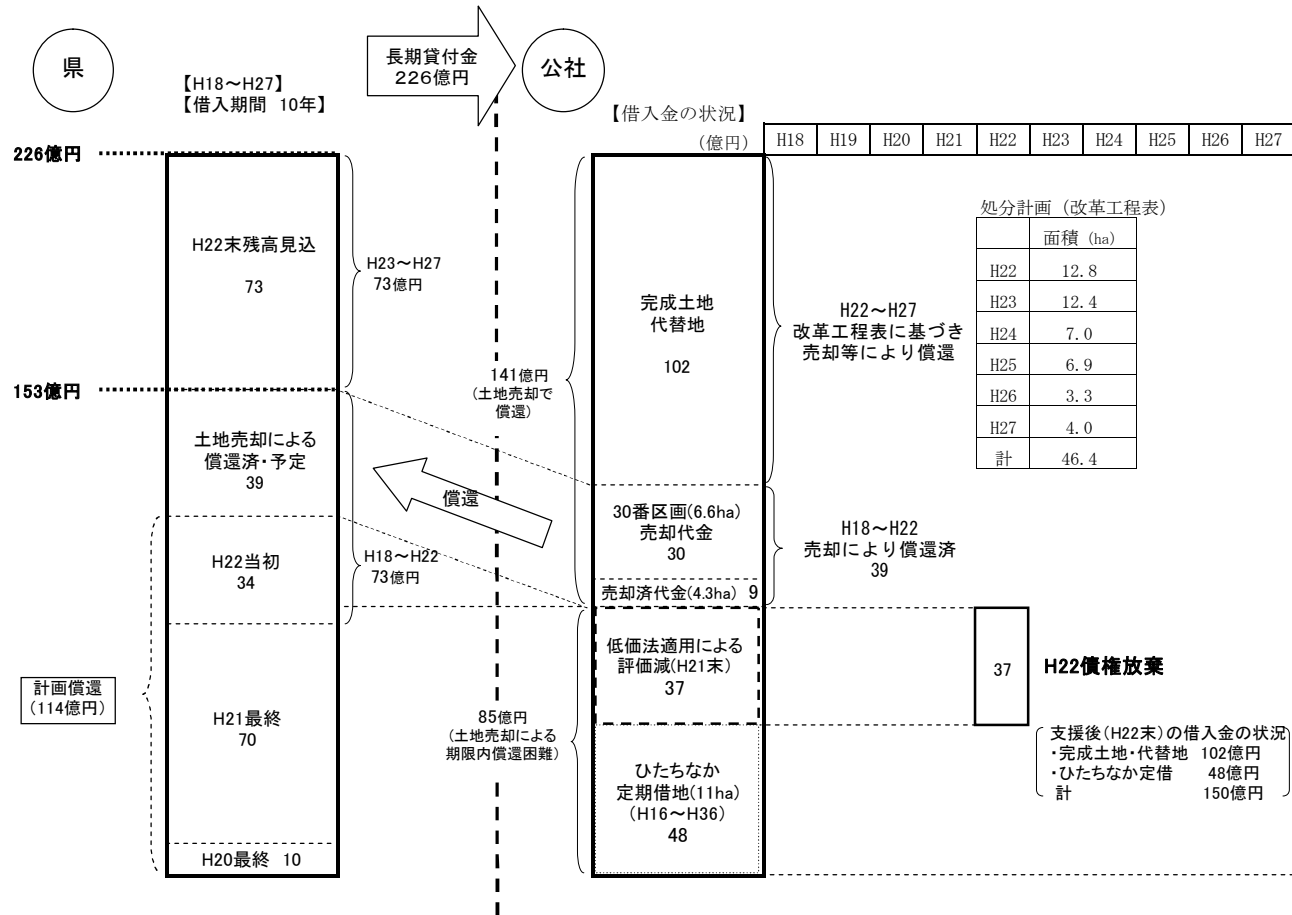 県
【H18～H27】
【借入期間 10年】
長期貸付金
226億円
公社
【借入金の状況】
(億円)
H18 H19 H20 H21 H22 H23 H24 H25 H26 H27
226億円
153億円
H22末残高見込
73
H23～H27
73億円
土地売却による
償還済・予定
39
H22当初
34
H18～H22
73億円
計画償還
(114億円)
H21最終
70
H20最終 10
償還
141億円
(土地売却で
償還)
85億円
(土地売却による
期限内償還困難)
完成土地
代替地
102
30番区画(6.6ha)
売却代金
30
売却済代金(4.3ha) 9
低価法適用による
評価減(H21末)
37
ひたちなか
定期借地(11ha)
(H16～H36)
48
H22～H27
改革工程表に基づき
売却等により償還
H18～H22
売却により償還済
39
処分計画 (改革工程表)
面積 (ha)
H22 12.8
H23 12.4
H24 7.0
H25 6.9
H26 3.3
H27 4.0
計 46.4
37
H22債権放棄
支援後(H22末)の借入金の状況
・完成土地・代替地 102億円
・ひたちなか定借 48億円
計 150億円